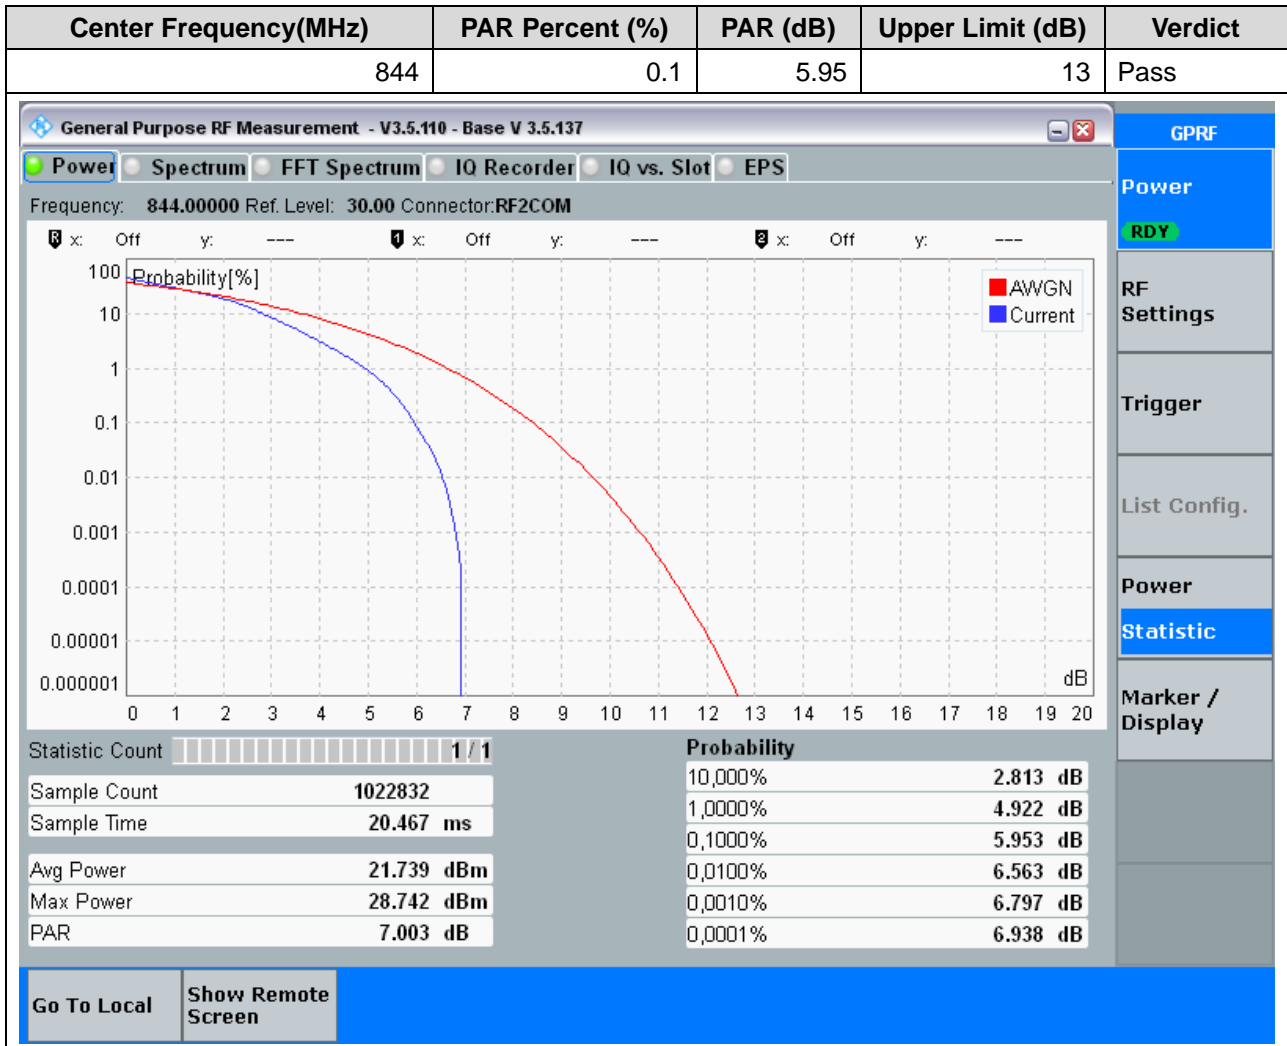 Center Frequency(MHz) PAR Percent (%) PAR (dB) Upper Limit (dB) Verdict
844 0.1 5.95 13 Pass
General Purpose RF Measurement - V3.5.110 - Base V 3.5.137
GPRF
Power Spectrum FFT Spectrum IQ Recorder IQ vs. Slot EPS
Frequency: 844.00000 Ref. Level: 30.00 Connector:RF2COM
R x: Off y: --- 1 x: Off y: --- 2 x: Off y: ---
Probability[%]
AWGN
Current
100
10
1
0.1
0.01
0.001
0.0001
0.00001
0.000001
dB
0 1 2 3 4 5 6 7 8 9 10 11 12 13 14 15 16 17 18 19 20
Statistic Count 1 / 1
Sample Count 1022832
Sample Time 20.467 ms
Avg Power 21.739 dBm
Max Power 28.742 dBm
PAR 7.003 dB
Probability
10,000% 2.813 dB
1,0000% 4.922 dB
0,1000% 5.953 dB
0,0100% 6.563 dB
0,0010% 6.797 dB
0,0001% 6.938 dB
Power
RDY
RF
Settings
Trigger
List Config.
Power
Statistic
Marker /
Display
Go To Local
Show Remote
Screen